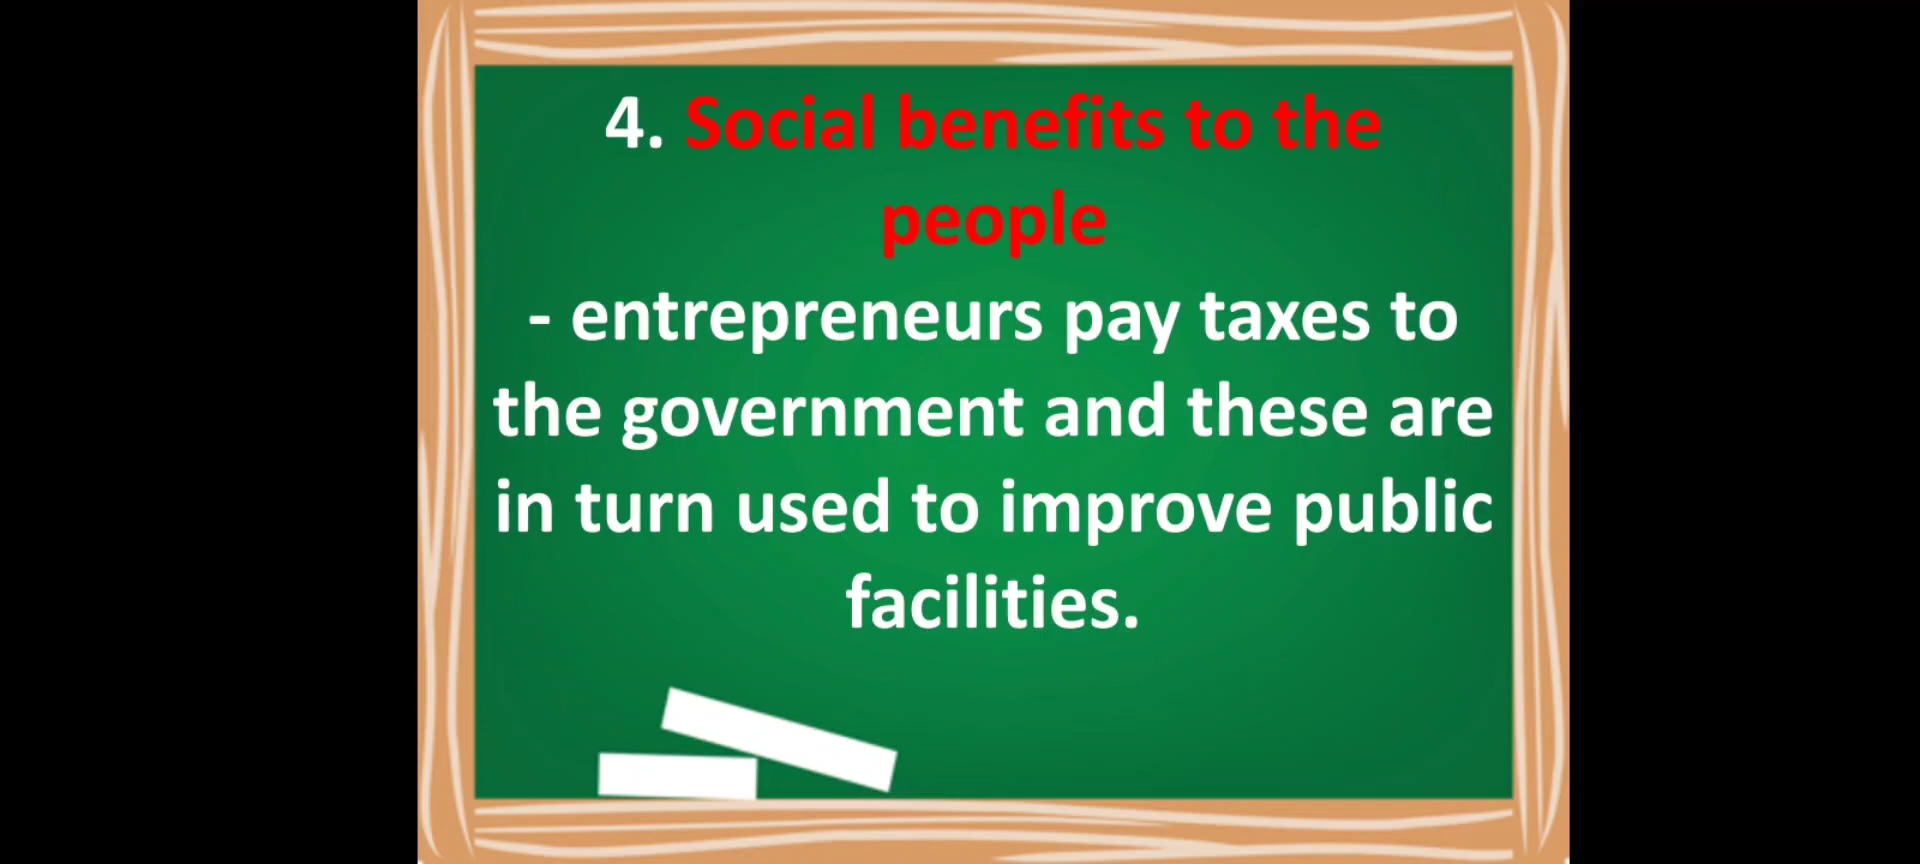 4. Social benefits to the
people
- entrepreneurs pay taxes to
the government and these are
in turn used to improve public
facilities.